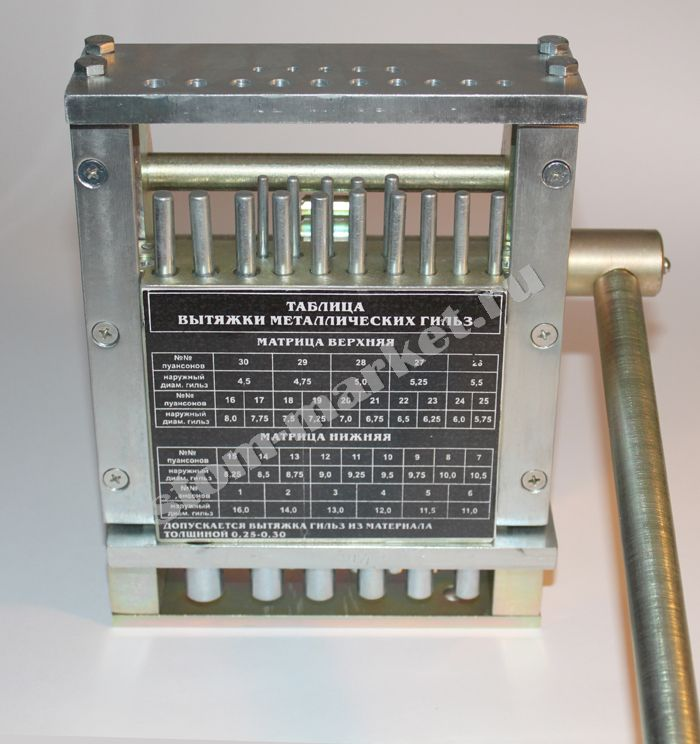 ТАБЛИЦА
ВЫТЯЖКИ МЕТАЛЛИЧЕСКИХ ГИЛЬЗ
МАТРИЦА ВЕРХНЯЯ
№№ пуансонов 30 29 28 27 26
наружный диам. гильз 4,5 4,75 5,0 5,25 5,5
№№ пуансонов 16 17 18 19 20 21 22 23 24 25
наружный диам. гильз 8,0 7,75 7,5 7,25 7,0 6,75 6,5 6,25 6,0 5,75
МАТРИЦА НИЖНЯЯ
№№ пуансонов 15 14 13 12 11 10 9 8 7
наружный диам. гильз 8,25 8,5 8,75 9,0 9,25 9,5 9,75 10,0 10,5
№№ пуансонов 1 2 3 4 5 6
наружный диам. гильз 16,0 14,0 13,0 12,0 11,5 11,0
ДОПУСКАЕТСЯ ВЫТЯЖКА ГИЛЬЗ ИЗ МАТЕРИАЛА
ТОЛЩИНОЙ 0,25-0,30
stom-market.ru